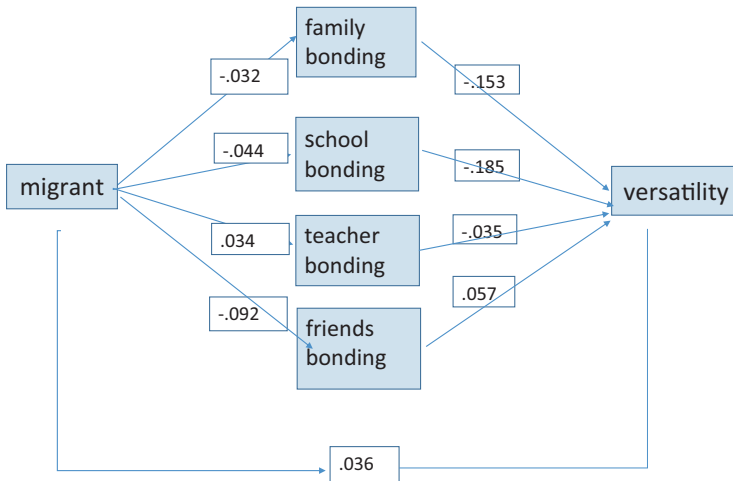 family
bonding
-.032
-.153
school
bonding
-.044
-.185
migrant
versatility
teacher
bonding
.034
-.035
.057
-.092
friends
bonding
.036